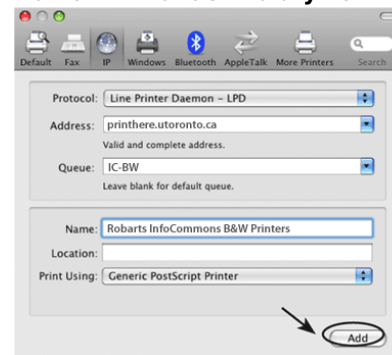 Default Fax IP Windows Bluetooth AppleTalk More Printers Search
Protocol: Line Printer Daemon – LPD
Address: printhere.utoronto.ca
Valid and complete address.
Queue: IC-BW
Leave blank for default queue.
Name: Robarts InfoCommons B&W Printers
Location:
Print Using: Generic PostScript Printer
Add